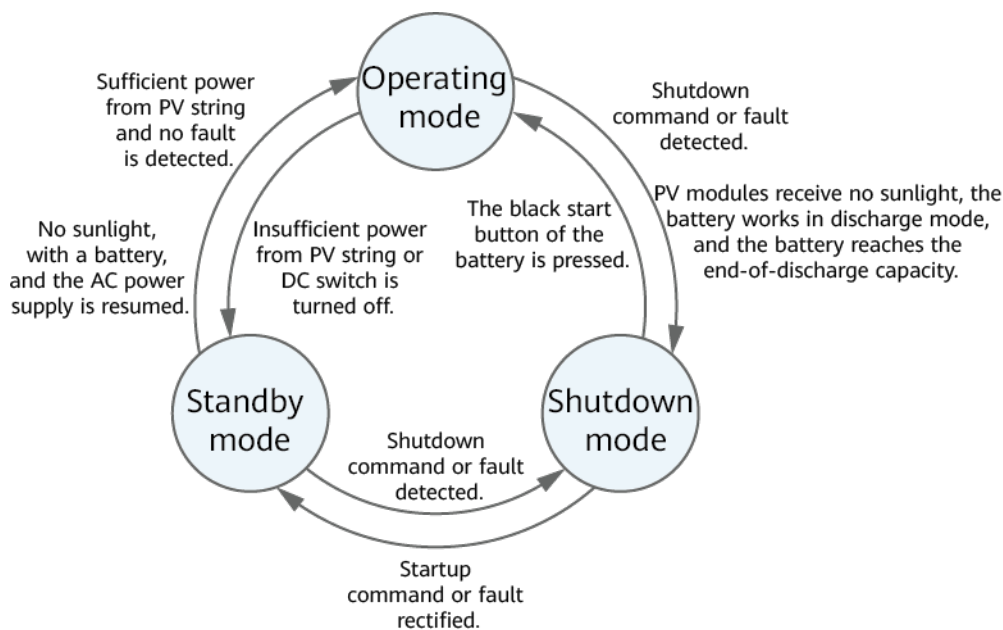 Operating
mode
Sufficient power
from PV string
and no fault
is detected.
Shutdown
command or fault
detected.
No sunlight,
with a battery,
and the AC power
supply is resumed.
Insufficient power
from PV string or
DC switch is
turned off.
The black start
button of the
battery is pressed.
PV modules receive no sunlight, the
battery works in discharge mode,
and the battery reaches the
end-of-discharge capacity.
Standby
mode
Shutdown
mode
Shutdown
command or fault
detected.
Startup
command or fault
rectified.